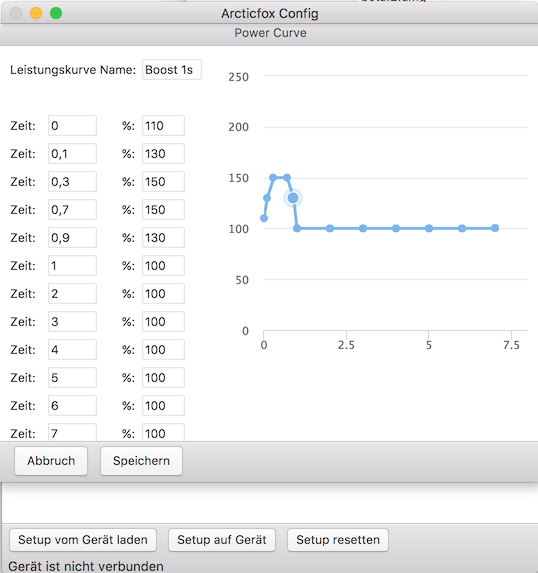 Arcticfox Config
Power Curve
Leistungskurve Name: Boost 1s
Zeit: 0 %: 110
Zeit: 0,1 %: 130
Zeit: 0,3 %: 150
Zeit: 0,7 %: 150
Zeit: 0,9 %: 130
Zeit: 1 %: 100
Zeit: 2 %: 100
Zeit: 3 %: 100
Zeit: 4 %: 100
Zeit: 5 %: 100
Zeit: 6 %: 100
Zeit: 7 %: 100
250
200
150
100
50
0
0 2.5 5 7.5
Abbruch Speichern
Setup vom Gerät laden Setup auf Gerät Setup resetten
Gerät ist nicht verbunden